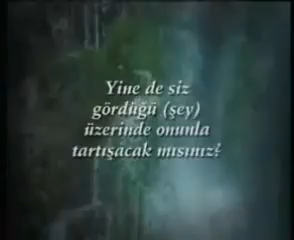 Yine de siz
gördüğü (şey)
üzerinde onunla
tartışacak mısınız?